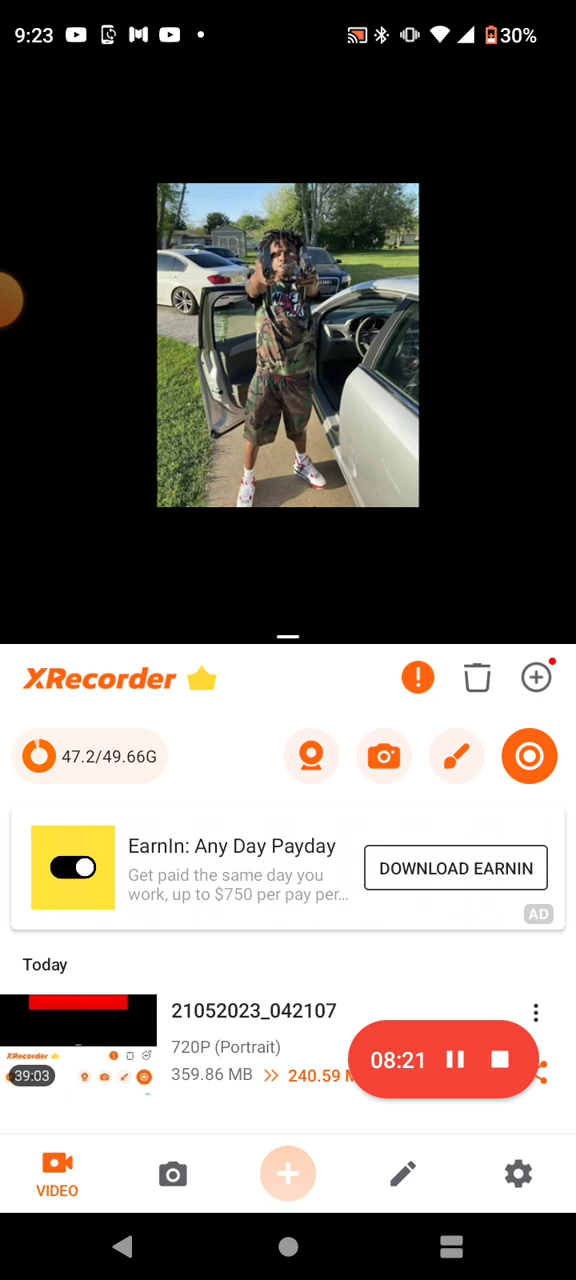 9:23
30%
XRecorder
47.2/49.66G
EarnIn: Any Day Payday
Get paid the same day you
work, up to $750 per pay per...
DOWNLOAD EARNIN
AD
Today
21052023_042107
720P (Portrait)
359.86 MB >> 240.59
39:03
08:21
VIDEO